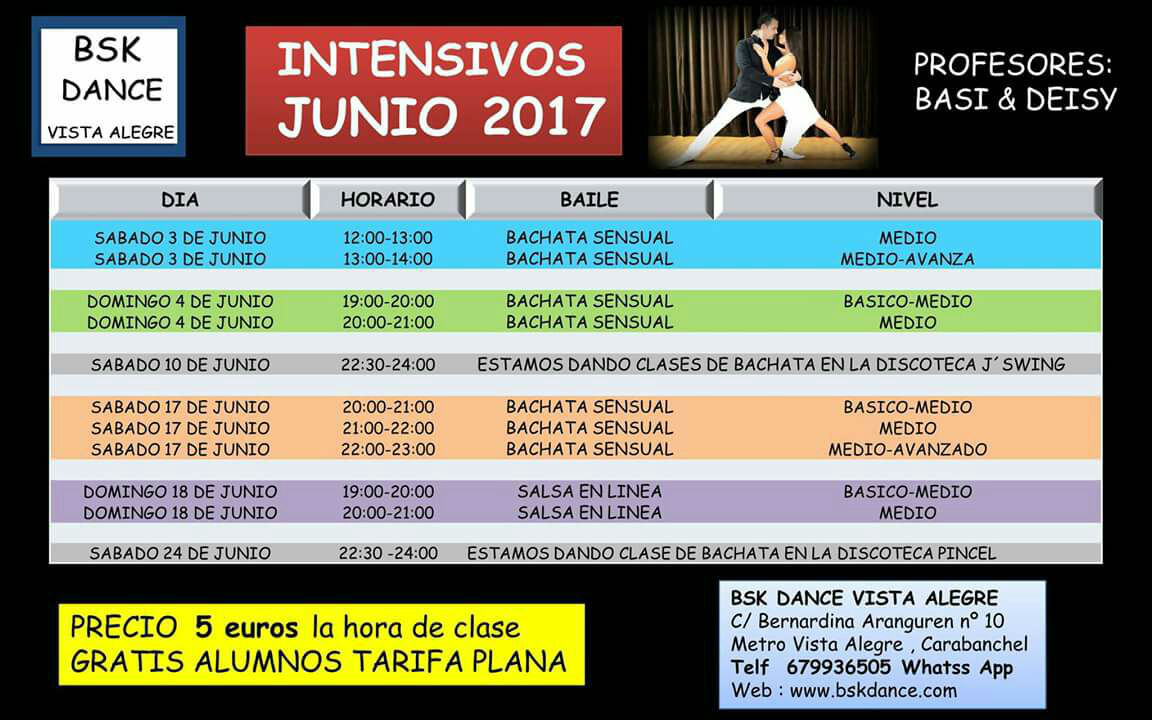 BSK
DANCE
VISTA ALEGRE
INTENSIVOS
JUNIO 2017
PROFESORES:
BASI & DEISY
DIA HORARIO BAILE NIVEL
SABADO 3 DE JUNIO 12:00-13:00 BACHATA SENSUAL MEDIO
SABADO 3 DE JUNIO 13:00-14:00 BACHATA SENSUAL MEDIO-AVANZA
DOMINGO 4 DE JUNIO 19:00-20:00 BACHATA SENSUAL BASICO-MEDIO
DOMINGO 4 DE JUNIO 20:00-21:00 BACHATA SENSUAL MEDIO
SABADO 10 DE JUNIO 22:30-24:00 ESTAMOS DANDO CLASES DE BACHATA EN LA DISCOTECA J´SWING
SABADO 17 DE JUNIO 20:00-21:00 BACHATA SENSUAL BASICO-MEDIO
SABADO 17 DE JUNIO 21:00-22:00 BACHATA SENSUAL MEDIO
SABADO 17 DE JUNIO 22:00-23:00 BACHATA SENSUAL MEDIO-AVANZADO
DOMINGO 18 DE JUNIO 19:00-20:00 SALSA EN LINEA BASICO-MEDIO
DOMINGO 18 DE JUNIO 20:00-21:00 SALSA EN LINEA MEDIO
SABADO 24 DE JUNIO 22:30 -24:00 ESTAMOS DANDO CLASE DE BACHATA EN LA DISCOTECA PINCEL
PRECIO 5 euros la hora de clase
GRATIS ALUMNOS TARIFA PLANA
BSK DANCE VISTA ALEGRE
C/ Bernardina Aranguren nº 10
Metro Vista Alegre , Carabanchel
Telf 679936505 Whatss App
Web : www.bskdance.com